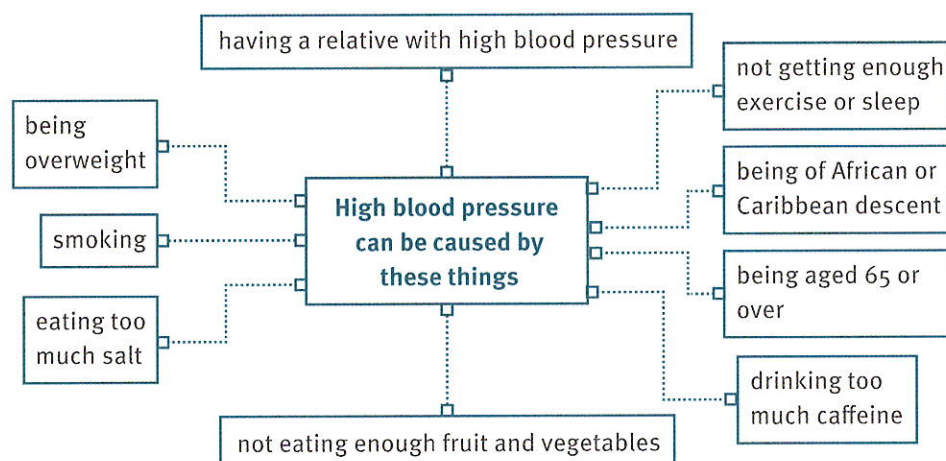 having a relative with high blood pressure
not getting enough
exercise or sleep
being
overweight
being of African or
Caribbean descent
High blood pressure
can be caused by
these things
smoking
being aged 65 or
over
eating too
much salt
drinking too
much caffeine
not eating enough fruit and vegetables